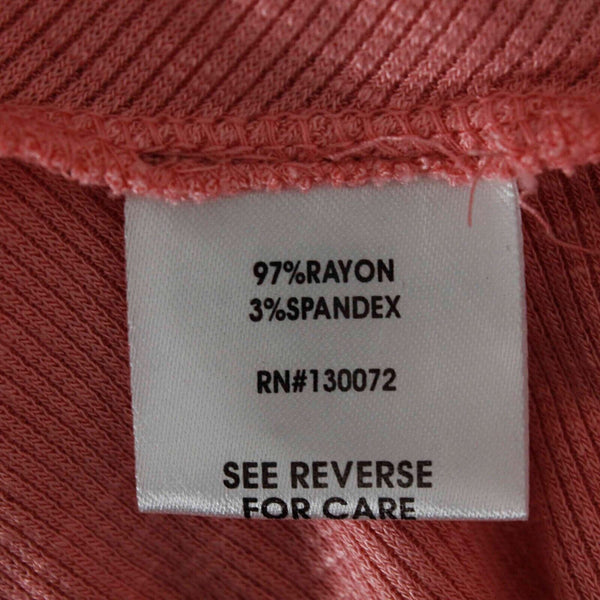 97%RAYON
3%SPANDEX
RN#130072
SEE REVERSE
FOR CARE